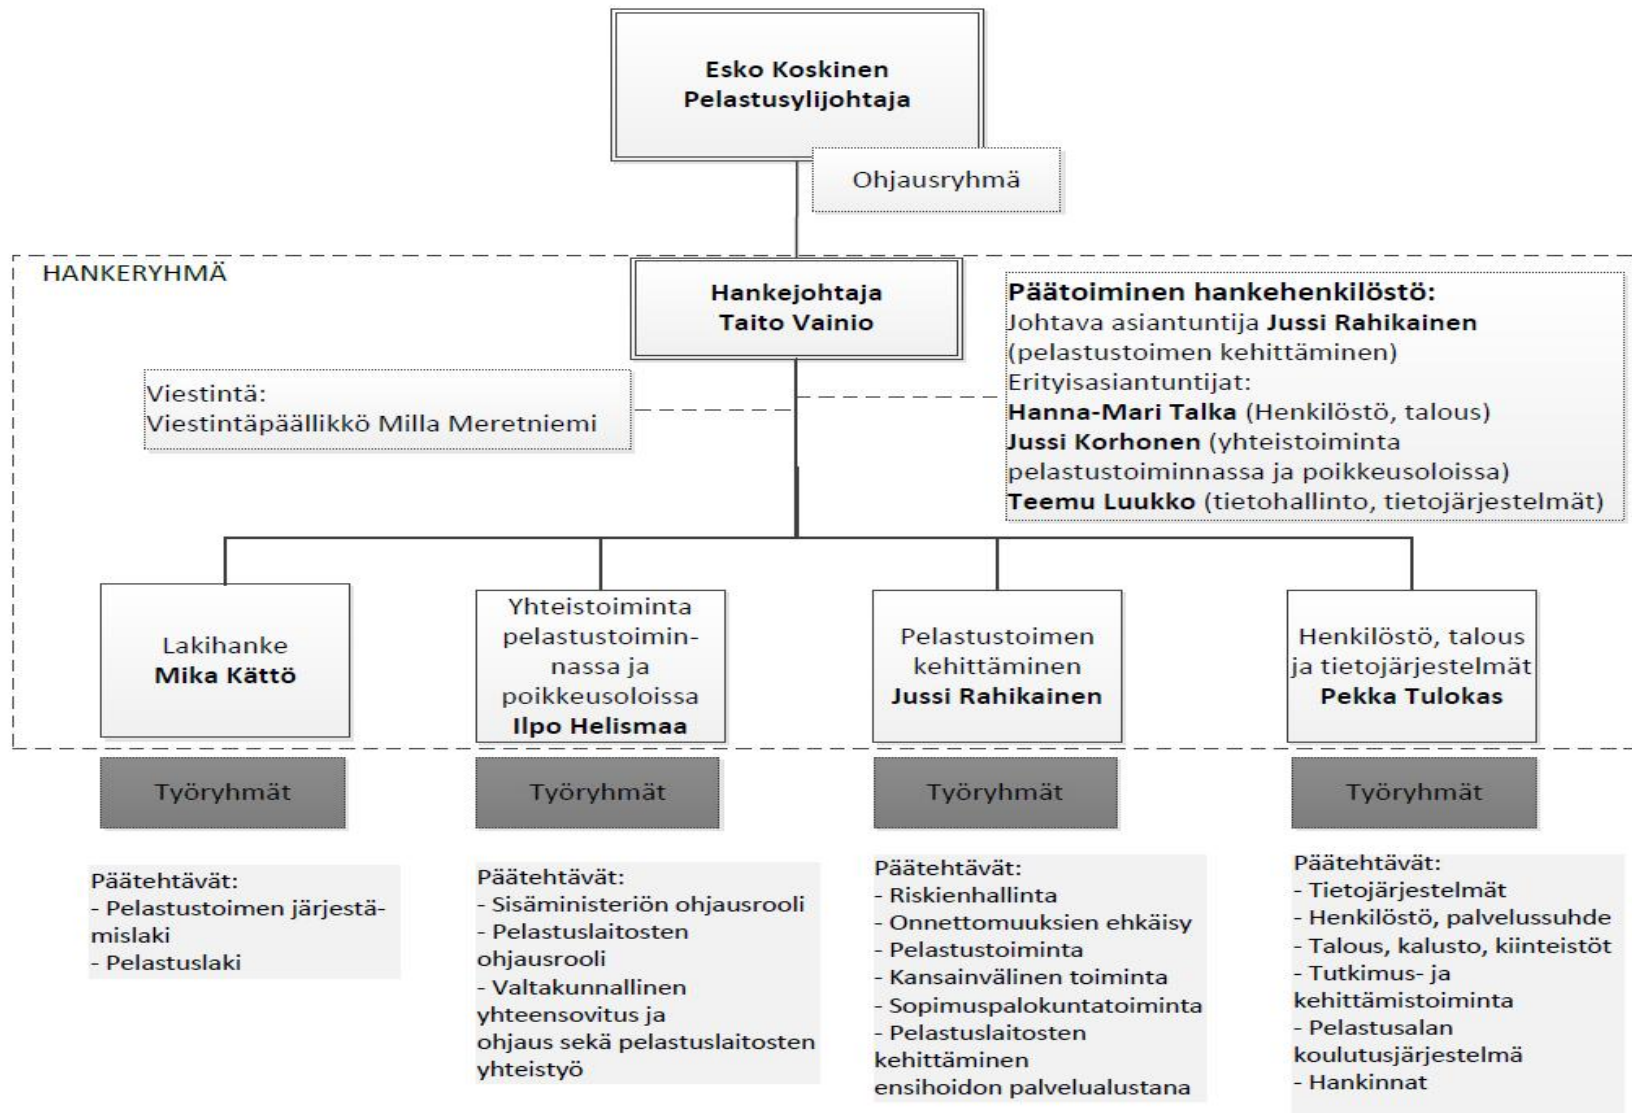 Esko Koskinen
Pelastusylijohtaja
Ohjausryhmä
HANKERYHMÄ
Hankejohtaja
Taito Vainio
Päätoiminen hankehenkilöstö:
Johtava asiantuntija Jussi Rahikainen
(pelastustoimen kehittäminen)
Erityisasiantuntijat:
Hanna-Mari Talka (Henkilöstö, talous)
Jussi Korhonen (yhteistoiminta
pelastustoiminnassa ja poikkeusoloissa)
Teemu Luukko (tietohallinto, tietojärjestelmät)
Viestintä:
Viestintäpäällikkö Milla Meretniemi
Lakihanke
Mika Kättö
Yhteistoiminta
pelastustoimin-
nassa ja
poikkeusoloissa
Ilpo Helismaa
Pelastustoimen
kehittäminen
Jussi Rahikainen
Henkilöstö, talous
ja tietojärjestelmät
Pekka Tulokas
Työryhmät
Työryhmät
Työryhmät
Työryhmät
Päätehtävät:
- Pelastustoimen järjestä-
mislaki
- Pelastuslaki
Päätehtävät:
- Sisäministeriön ohjausrooli
- Pelastuslaitosten
ohjausrooli
- Valtakunnallinen
yhteensovitus ja
ohjaus sekä pelastuslaitosten
yhteistyö
Päätehtävät:
- Riskienhallinta
- Onnettomuuksien ehkäisy
- Pelastustoiminta
- Kansainvälinen toiminta
- Sopimuspalokuntatoiminta
- Pelastuslaitosten
kehittäminen
ensihoidon palvelualustana
Päätehtävät:
- Tietojärjestelmät
- Henkilöstö, palvelussuhde
- Talous, kalusto, kiinteistöt
- Tutkimus- ja
kehittämistoiminta
- Pelastusalan
koulutusjärjestelmä
- Hankinnat